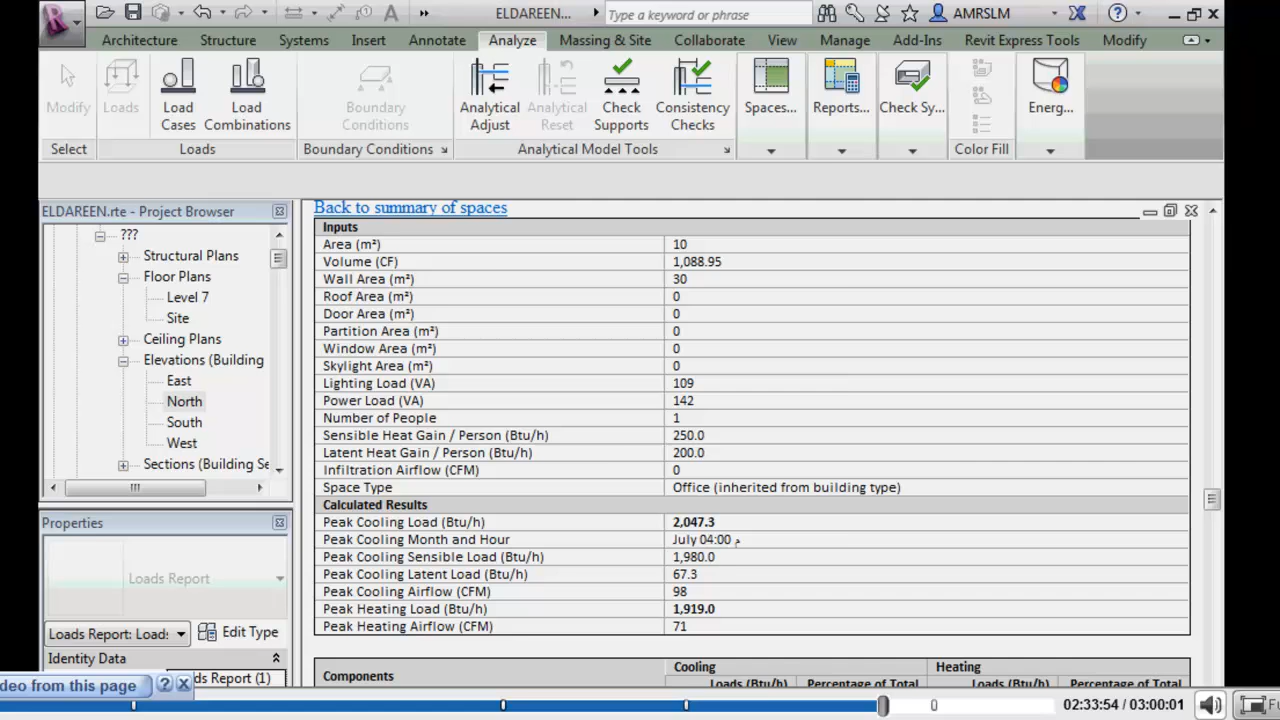 ELDAREEN...
Type a keyword or phrase
AMRSLM
Architecture Structure Systems Insert Annotate Analyze Massing & Site Collaborate View Manage Add-Ins Revit Express Tools Modify
Modify
Loads
Load Cases
Load Combinations
Boundary Conditions
Analytical Adjust
Analytical Reset
Check Supports
Consistency Checks
Spaces...
Reports...
Check Sy...
Energ...
Select Loads Boundary Conditions Analytical Model Tools Color Fill
ELDAREEN.rte - Project Browser
???
Structural Plans
Floor Plans
Level 7
Site
Ceiling Plans
Elevations (Building
East
North
South
West
Sections (Building Se
Properties
Loads Report
Loads Report: Load:
Edit Type
Identity Data
ds Report (1)
deo from this page
Back to summary of spaces
Inputs
Area (m²) 10
Volume (CF) 1,088.95
Wall Area (m²) 30
Roof Area (m²) 0
Door Area (m²) 0
Partition Area (m²) 0
Window Area (m²) 0
Skylight Area (m²) 0
Lighting Load (VA) 109
Power Load (VA) 142
Number of People 1
Sensible Heat Gain / Person (Btu/h) 250.0
Latent Heat Gain / Person (Btu/h) 200.0
Infiltration Airflow (CFM) 0
Space Type Office (inherited from building type)
Calculated Results
Peak Cooling Load (Btu/h) 2,047.3
Peak Cooling Month and Hour July 04:00 م
Peak Cooling Sensible Load (Btu/h) 1,980.0
Peak Cooling Latent Load (Btu/h) 67.3
Peak Cooling Airflow (CFM) 98
Peak Heating Load (Btu/h) 1,919.0
Peak Heating Airflow (CFM) 71
Components Cooling Heating
Loads (Btu/h) Percentage of Total Loads (Btu/h) Percentage of Total
0
02:33:54 / 03:00:01
Fu